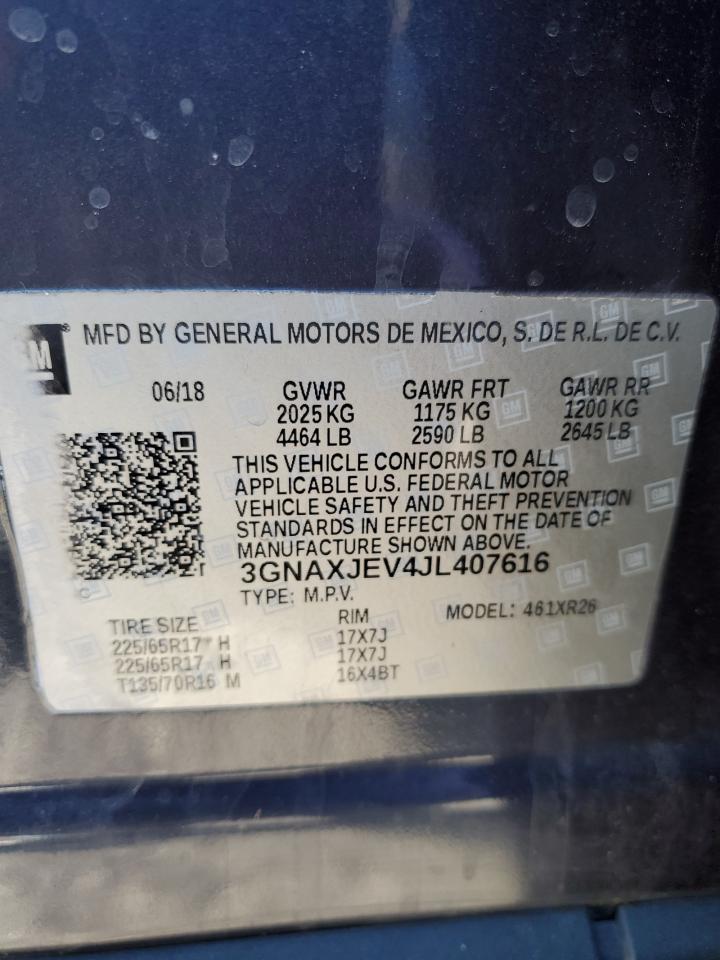 GM
MFD BY GENERAL MOTORS DE MEXICO, S. DE R.L. DE C.V.
06/18 GVWR GAWR FRT GAWR RR
2025 KG 1175 KG 1200 KG
4464 LB 2590 LB 2645 LB
THIS VEHICLE CONFORMS TO ALL
APPLICABLE U.S. FEDERAL MOTOR
VEHICLE SAFETY AND THEFT PREVENTION
STANDARDS IN EFFECT ON THE DATE OF
MANUFACTURE SHOWN ABOVE.
3GNAXJEV4JL407616
TYPE: M.P.V. MODEL: 461XR26
TIRE SIZE RIM
225/65R17 H 17X7J
225/65R17 H 17X7J
T135/70R16 M 16X4BT